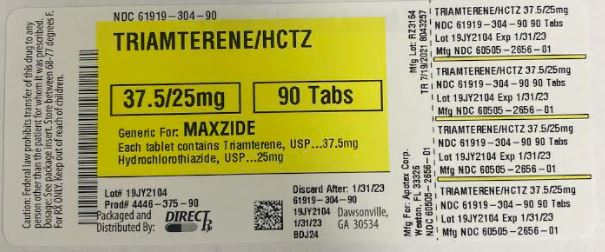 NDC 61919-304-90
TRIAMTERENE/HCTZ
37.5/25mg
90 Tabs
Generic For: MAXZIDE
Each tablet contains Triamterene, USP...37.5mg
Hydrochlorothiazide, USP...25mg
Lot# 19JY2104
Prod# 4446-375-90
Packaged and
Distributed By:
DIRECT Rx
Discard After: 1/31/23
61919-304-90
19JY2104
1/31/23
BDJ24
Dawsonville,
GA 30534
Caution: Federal law prohibits transfer of this drug to any
person other than the patient for whom it was prescribed.
Dosage: See package insert. Store between 68-77 degrees F.
For RX ONLY. Keep out of reach of children.
Mfg Lot: RZ3164
TR 7/19/2021 8043257
Mfg For: Apotex Corp.
Weston, FL 33326
NDC 60505-2656-01
TRIAMTERENE/HCTZ 37.5/25mg
NDC 61919-304-90 90 Tabs
Lot 19JY2104 Exp 1/31/23
Mfg NDC 60505-2656-01
TRIAMTERENE/HCTZ 37.5/25mg
NDC 61919-304-90 90 Tabs
Lot 19JY2104 Exp 1/31/23
Mfg NDC 60505-2656-01
TRIAMTERENE/HCTZ 37.5/25mg
NDC 61919-304-90 90 Tabs
Lot 19JY2104 Exp 1/31/23
Mfg NDC 60505-2656-01
TRIAMTERENE/HCTZ 37.5/25mg
NDC 61919-304-90 90 Tabs
Lot 19JY2104 Exp 1/31/23
Mfg NDC 60505-2656-01